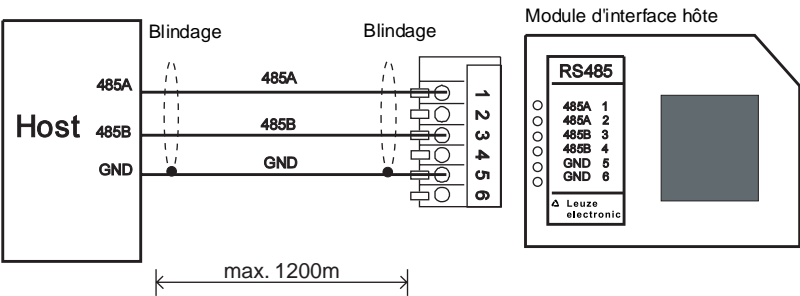 Module d'interface hôte
Blindage
Blindage
Host
485A
485B
GND
485A
485B
GND
1
2
3
4
5
6
max. 1200m
RS485
485A 1
485A 2
485B 3
485B 4
GND 5
GND 6
Leuze
electronic